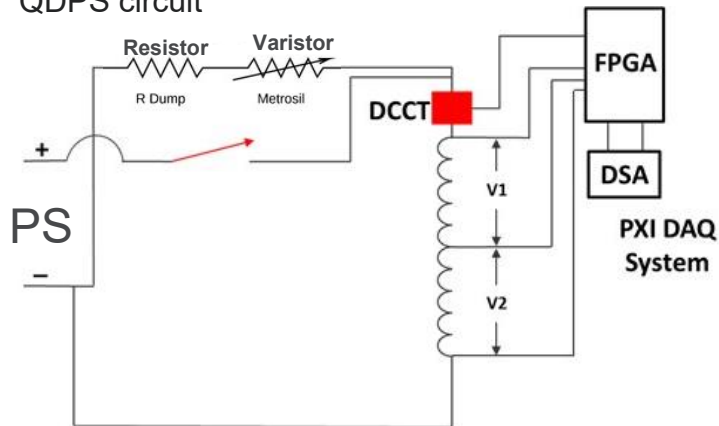 QDPS circuit
Resistor
Varistor
R Dump
Metrosil
FPGA
DCCT
+
V1
DSA
PS
PXI DAQ
System
−
V2